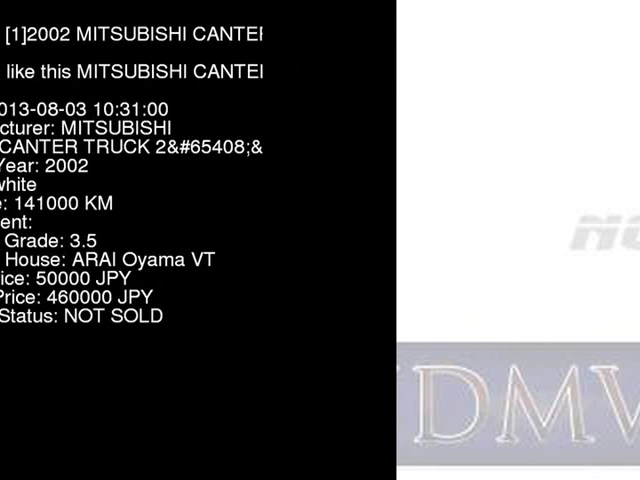 [1]2002 MITSUBISHI CANTE
like this MITSUBISHI CANTE
013-08-03 10:31:00
cturer: MITSUBISHI
CANTER TRUCK 2&#65408;&
Year: 2002
white
e: 141000 KM
ent:
Grade: 3.5
House: ARAI Oyama VT
ice: 50000 JPY
Price: 460000 JPY
Status: NOT SOLD
DMV